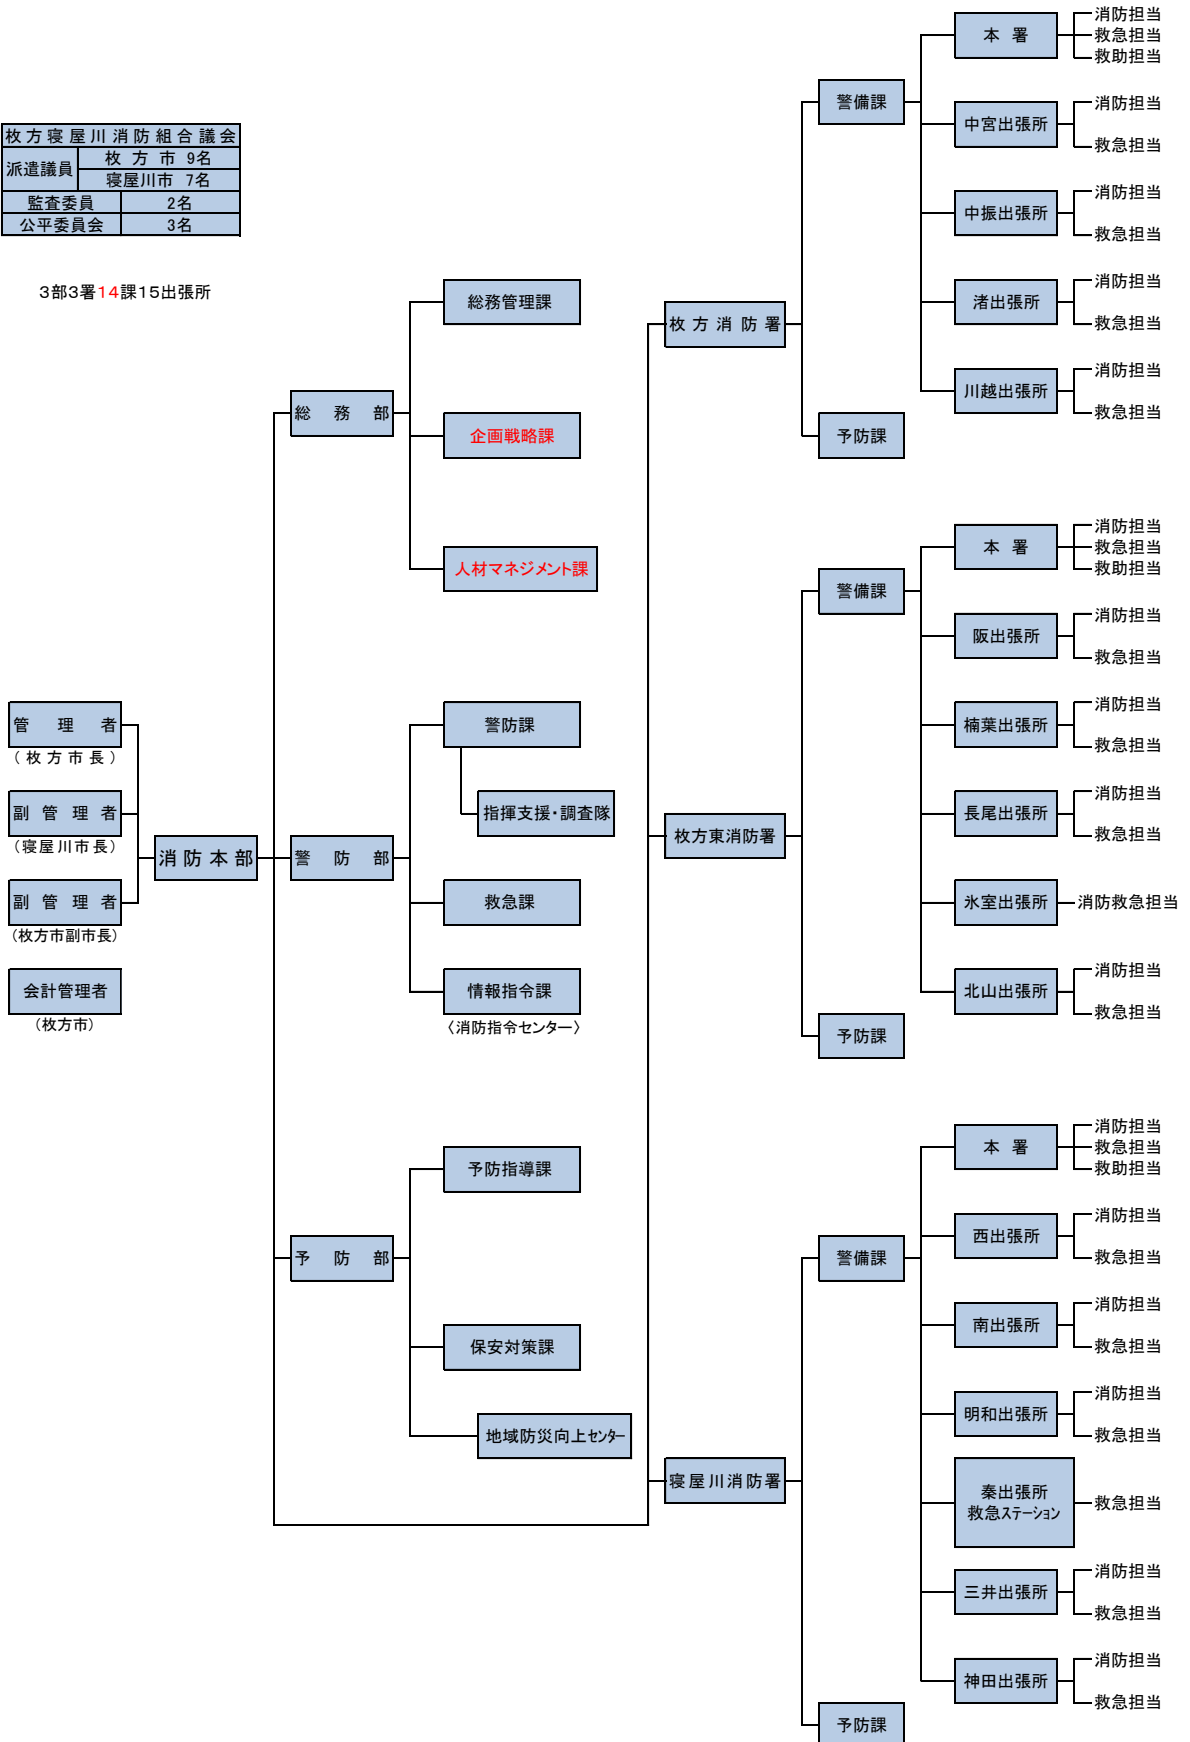 枚方寝屋川消防組合議会
派遣議員
枚方市 9名
寝屋川市 7名
監査委員 2名
公平委員会 3名
3部3署14課15出張所
管理者
(枚方市長)
副管理者
(寝屋川市長)
副管理者
(枚方市副市長)
会計管理者
(枚方市)
消防本部
総務部
総務管理課
企画戦略課
人材マネジメント課
警防部
警防課
指揮支援・調査隊
救急課
情報指令課
〈消防指令センター〉
予防部
予防指導課
保安対策課
地域防災向上センター
枚方消防署
警備課
本署
消防担当
救急担当
救助担当
中宮出張所
消防担当
救急担当
中振出張所
消防担当
救急担当
渚出張所
消防担当
救急担当
川越出張所
消防担当
救急担当
予防課
枚方東消防署
警備課
本署
消防担当
救急担当
救助担当
阪出張所
消防担当
救急担当
楠葉出張所
消防担当
救急担当
長尾出張所
消防担当
救急担当
氷室出張所
消防救急担当
北山出張所
消防担当
救急担当
予防課
寝屋川消防署
警備課
本署
消防担当
救急担当
救助担当
西出張所
消防担当
救急担当
南出張所
消防担当
救急担当
明和出張所
消防担当
救急担当
秦出張所
救急ステーション
救急担当
三井出張所
消防担当
救急担当
神田出張所
消防担当
救急担当
予防課